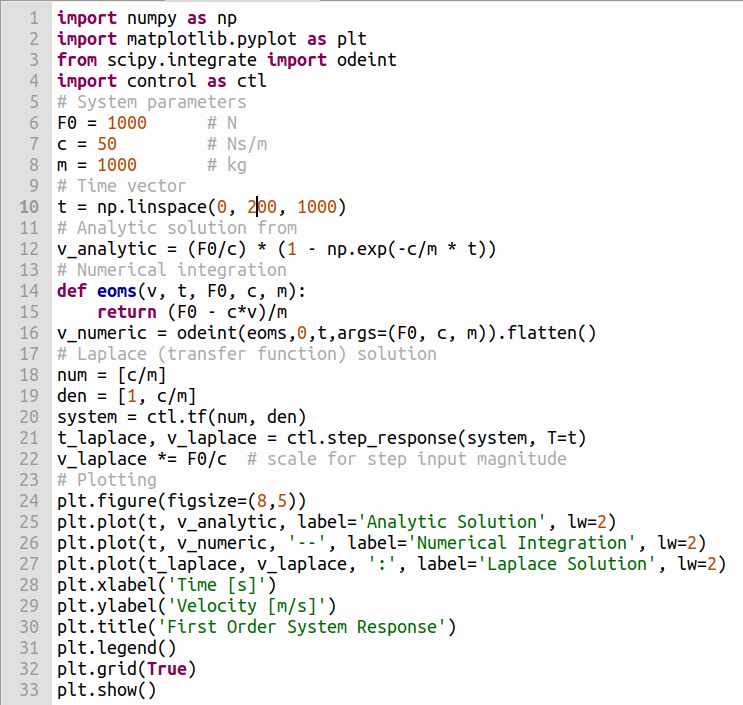 1 import numpy as np
2 import matplotlib.pyplot as plt
3 from scipy.integrate import odeint
4 import control as ctl
5 # System parameters
6 F0 = 1000      # N
7 c = 50         # Ns/m
8 m = 1000       # kg
9 # Time vector
10 t = np.linspace(0, 200, 1000)
11 # Analytic solution from
12 v_analytic = (F0/c) * (1 - np.exp(-c/m * t))
13 # Numerical integration
14 def eoms(v, t, F0, c, m):
15     return (F0 - c*v)/m
16 v_numeric = odeint(eoms,0,t,args=(F0, c, m)).flatten()
17 # Laplace (transfer function) solution
18 num = [c/m]
19 den = [1, c/m]
20 system = ctl.tf(num, den)
21 t_laplace, v_laplace = ctl.step_response(system, T=t)
22 v_laplace *= F0/c  # scale for step input magnitude
23 # Plotting
24 plt.figure(figsize=(8,5))
25 plt.plot(t, v_analytic, label='Analytic Solution', lw=2)
26 plt.plot(t, v_numeric, '--', label='Numerical Integration', lw=2)
27 plt.plot(t_laplace, v_laplace, ':', label='Laplace Solution', lw=2)
28 plt.xlabel('Time [s]')
29 plt.ylabel('Velocity [m/s]')
30 plt.title('First Order System Response')
31 plt.legend()
32 plt.grid(True)
33 plt.show()